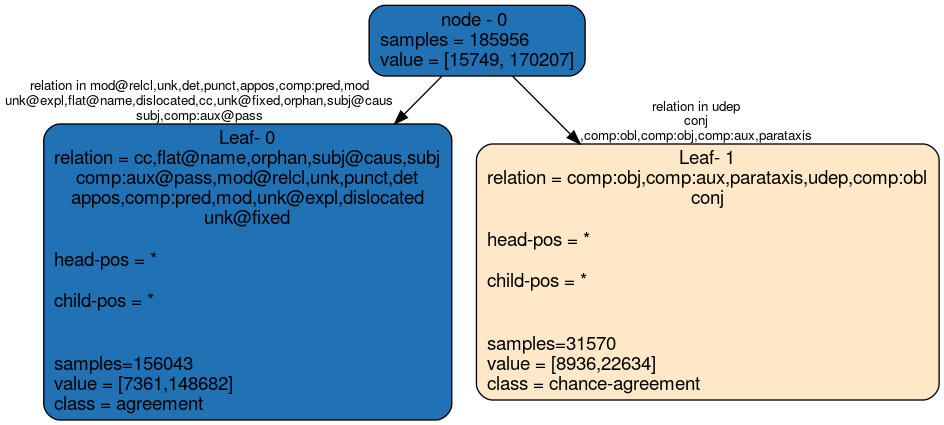 node - 0
samples = 185956
value = [15749, 170207]
relation in mod@relcl,unk,det,punct,appos,comp:pred,mod
unk@expl,flat@name,dislocated,cc,unk@fixed,orphan,subj@caus
subj,comp:aux@pass
relation in udep
conj
,comp:obl,comp:obj,comp:aux,parataxis
Leaf- 0
relation = cc,flat@name,orphan,subj@caus,subj
comp:aux@pass,mod@relcl,unk,punct,det
appos,comp:pred,mod,unk@expl,dislocated
unk@fixed
head-pos = *
child-pos = *
samples=156043
value = [7361,148682]
class = agreement
Leaf- 1
relation = comp:obj,comp:aux,parataxis,udep,comp:obl
conj
head-pos = *
child-pos = *
samples=31570
value = [8936,22634]
class = chance-agreement